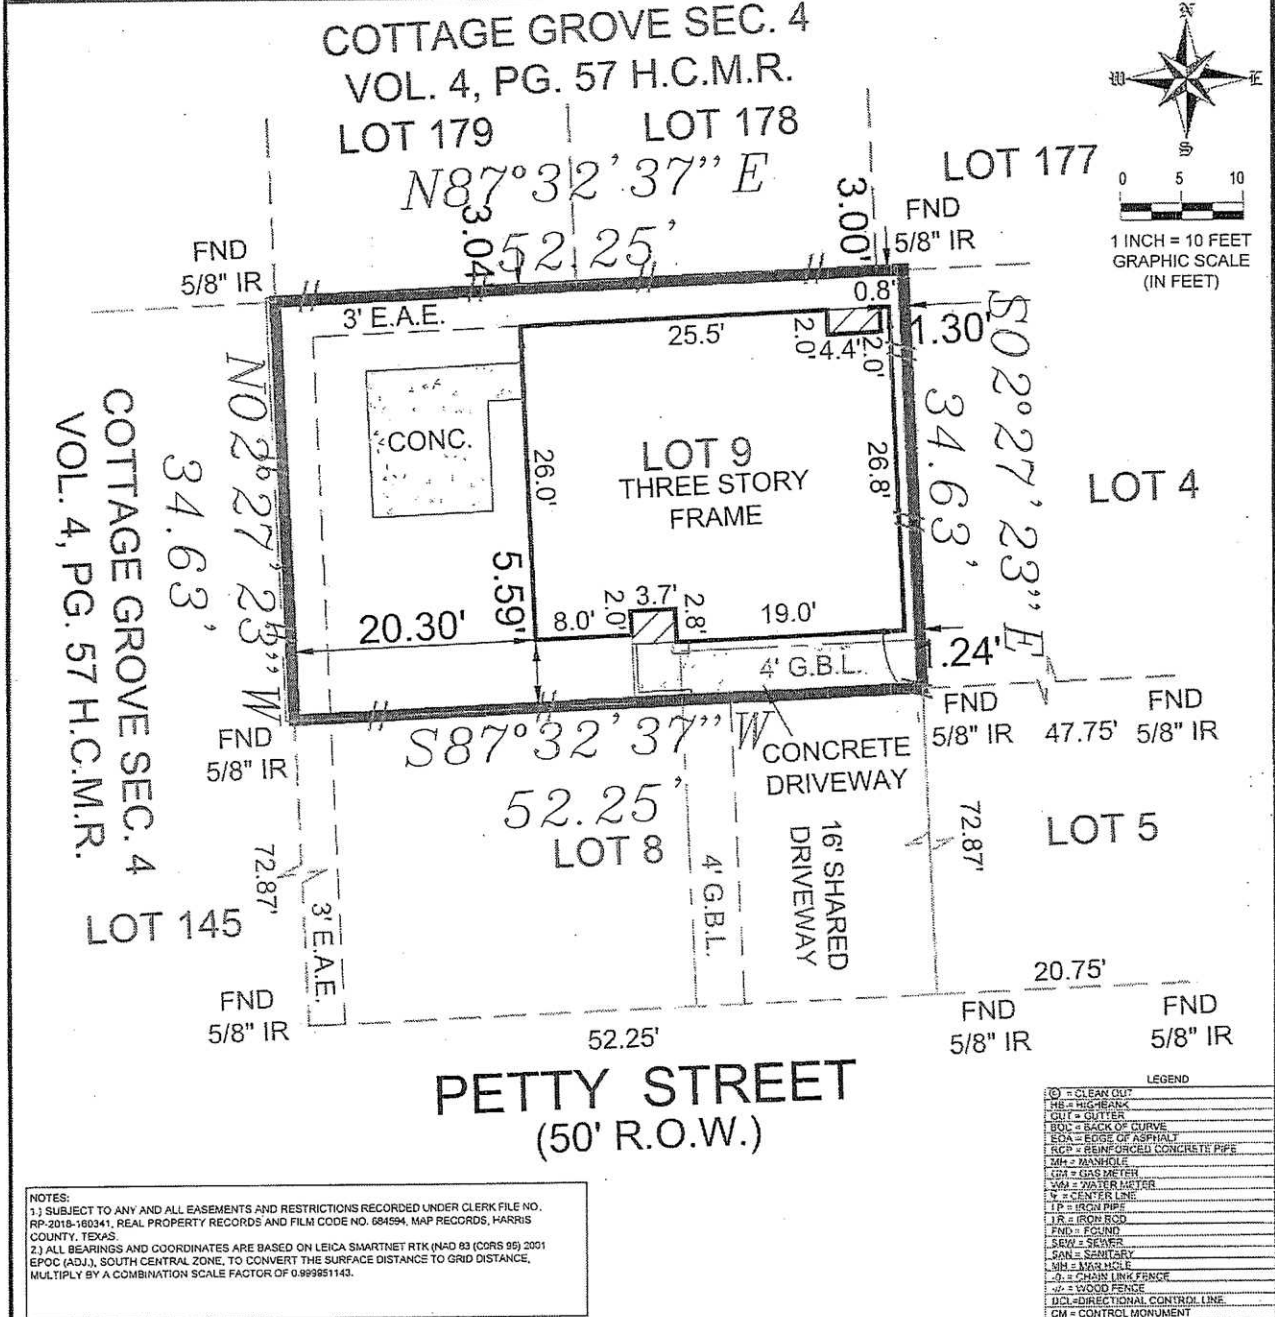 COTTAGE GROVE SEC. 4
VOL. 4, PG. 57 H.C.M.R.
LOT 179
LOT 178
LOT 177
N
W
E
S
0 5 10
1 INCH = 10 FEET
GRAPHIC SCALE
(IN FEET)
N87°32'37" E
52.25'
3.04'
3.00'
FND
5/8" IR
FND
5/8" IR
3' E.A.E.
0.8'
25.5'
2.0'
4.4'
2.0'
1.30'
S02°27'23" E
34.63'
CONC.
LOT 9
THREE STORY
FRAME
26.0'
26.8'
LOT 4
COTTAGE GROVE SEC. 4
VOL. 4, PG. 57 H.C.M.R.
N02°27'23" W
34.63'
20.30'
5.59'
8.0'
2.0'
3.7'
2.8'
19.0'
1.24'
4' G.B.L.
FND
5/8" IR
S87°32'37" W
52.25'
CONCRETE
DRIVEWAY
FND
5/8" IR
47.75'
FND
5/8" IR
LOT 8
LOT 5
72.87'
72.87'
LOT 145
3' E.A.E.
4' G.B.L.
16' SHARED
DRIVEWAY
20.75'
FND
5/8" IR
52.25'
FND
5/8" IR
FND
5/8" IR
PETTY STREET
(50' R.O.W.)
NOTES:
1.) SUBJECT TO ANY AND ALL EASEMENTS AND RESTRICTIONS RECORDED UNDER CLERK FILE NO.
RP-2018-160341, REAL PROPERTY RECORDS AND FILM CODE NO. 684594, MAP RECORDS, HARRIS
COUNTY, TEXAS.
2.) ALL BEARINGS AND COORDINATES ARE BASED ON LEICA SMARTNET RTK (NAD 83 (CORS 96) 2001
EPOC (ADJ.), SOUTH CENTRAL ZONE, TO CONVERT THE SURFACE DISTANCE TO GRID DISTANCE,
MULTIPLY BY A COMBINATION SCALE FACTOR OF 0.999851143.
LEGEND
= CLEAN OUT
HB = HIGHBANK
GUT = GUTTER
BOC = BACK OF CURVE
EOA = EDGE OF ASPHALT
RCP = REINFORCED CONCRETE PIPE
MH = MANHOLE
GM = GAS METER
WM = WATER METER
= CENTER LINE
I.P = IRON PIPE
I.R. = IRON ROD
FND = FOUND
SEW = SEWER
SAN = SANITARY
MH = MAN HOLE
-0- = CHAIN LINK FENCE
-//- = WOOD FENCE
DCL=DIRECTIONAL CONTROL LINE
CM = CONTROL MONUMENT